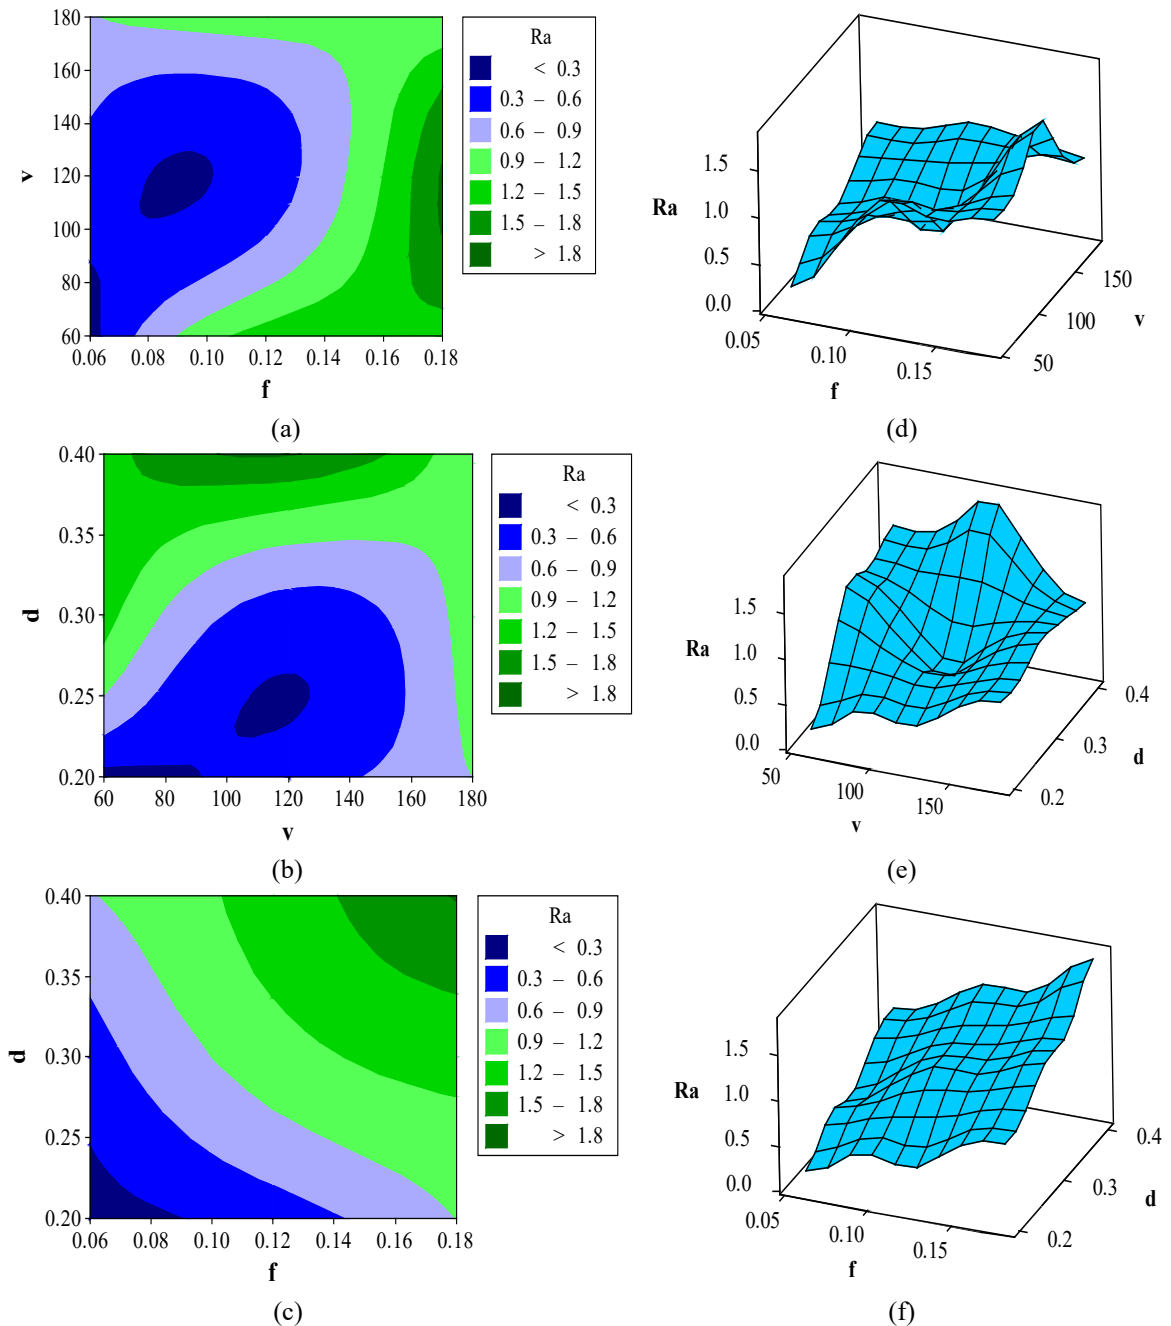 180
160
140
120
100
80
60
v
0.06 0.08 0.10 0.12 0.14 0.16 0.18
f
Ra
< 0.3
0.3 – 0.6
0.6 – 0.9
0.9 – 1.2
1.2 – 1.5
1.5 – 1.8
> 1.8
(a)
1.5
1.0
0.5
0.0
Ra
0.05
0.10
0.15
f
50
100
150
v
(d)
0.40
0.35
0.30
0.25
0.20
d
60 80 100 120 140 160 180
v
Ra
< 0.3
0.3 – 0.6
0.6 – 0.9
0.9 – 1.2
1.2 – 1.5
1.5 – 1.8
> 1.8
(b)
1.5
1.0
0.5
0.0
Ra
50
100
150
v
0.2
0.3
0.4
d
(e)
0.40
0.35
0.30
0.25
0.20
d
0.06 0.08 0.10 0.12 0.14 0.16 0.18
f
Ra
< 0.3
0.3 – 0.6
0.6 – 0.9
0.9 – 1.2
1.2 – 1.5
1.5 – 1.8
> 1.8
(c)
1.5
1.0
0.5
0.0
Ra
0.05
0.10
0.15
f
0.2
0.3
0.4
d
(f)